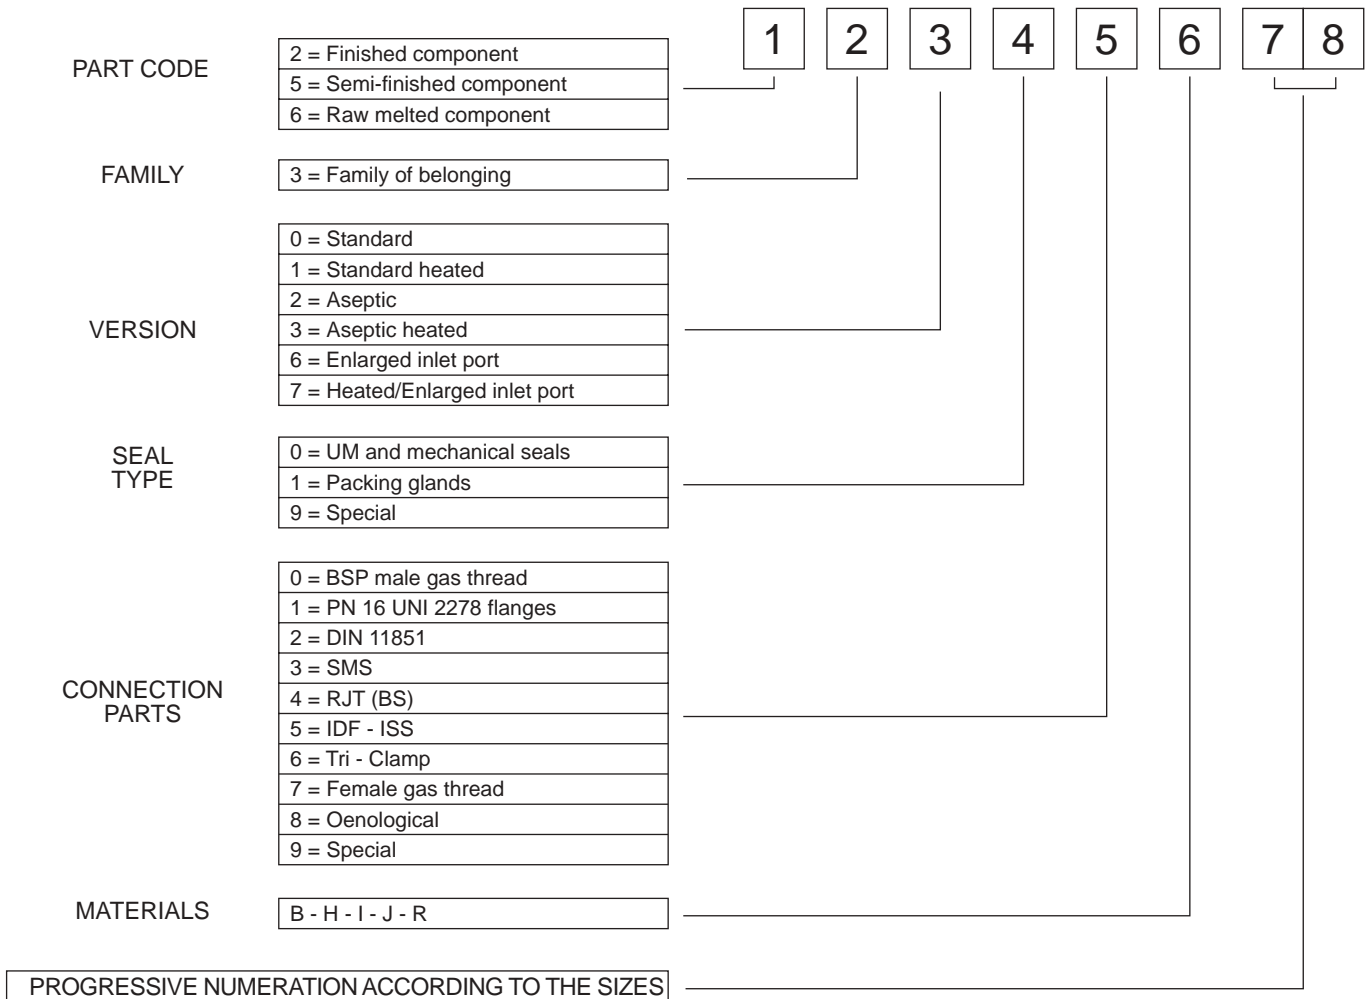 1 2 3 4 5 6 7 8
PART CODE
2 = Finished component
5 = Semi-finished component
6 = Raw melted component
FAMILY
3 = Family of belonging
VERSION
0 = Standard
1 = Standard heated
2 = Aseptic
3 = Aseptic heated
6 = Enlarged inlet port
7 = Heated/Enlarged inlet port
SEAL
TYPE
0 = UM and mechanical seals
1 = Packing glands
9 = Special
CONNECTION
PARTS
0 = BSP male gas thread
1 = PN 16 UNI 2278 flanges
2 = DIN 11851
3 = SMS
4 = RJT (BS)
5 = IDF - ISS
6 = Tri - Clamp
7 = Female gas thread
8 = Oenological
9 = Special
MATERIALS
B - H - I - J - R
PROGRESSIVE NUMERATION ACCORDING TO THE SIZES